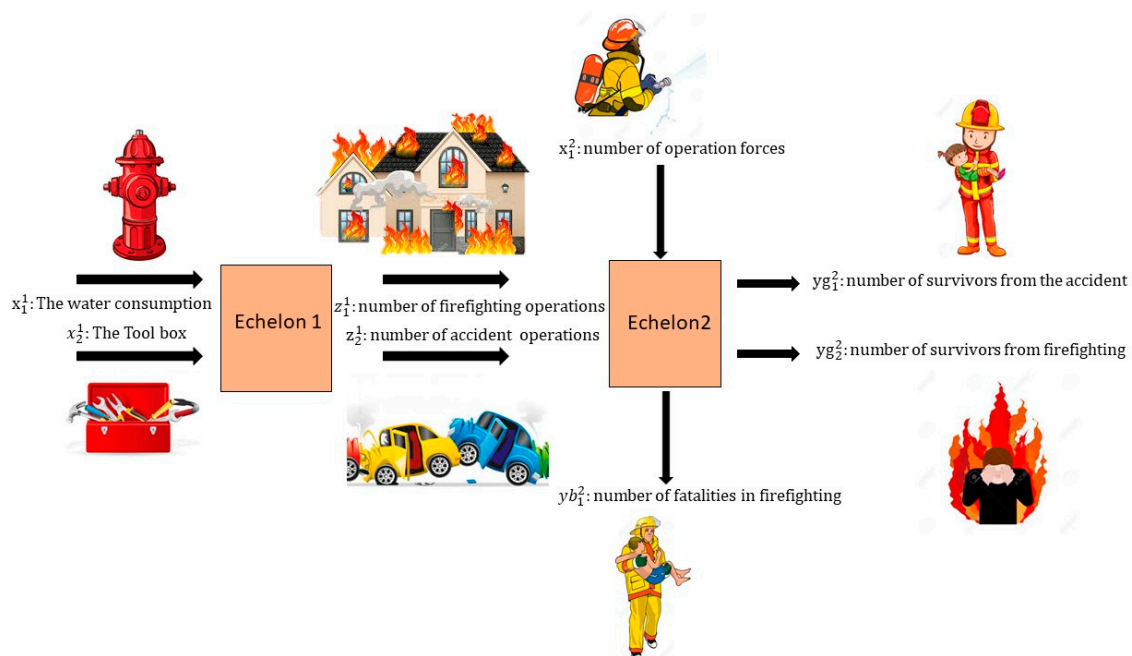 x₁²: number of operation forces
x₁¹: The water consumption
x₂¹: The Tool box
Echelon 1
z₁¹: number of firefighting operations
z₂¹: number of accident operations
Echelon2
yg₁²: number of survivors from the accident
yg₂²: number of survivors from firefighting
yb₁²: number of fatalities in firefighting